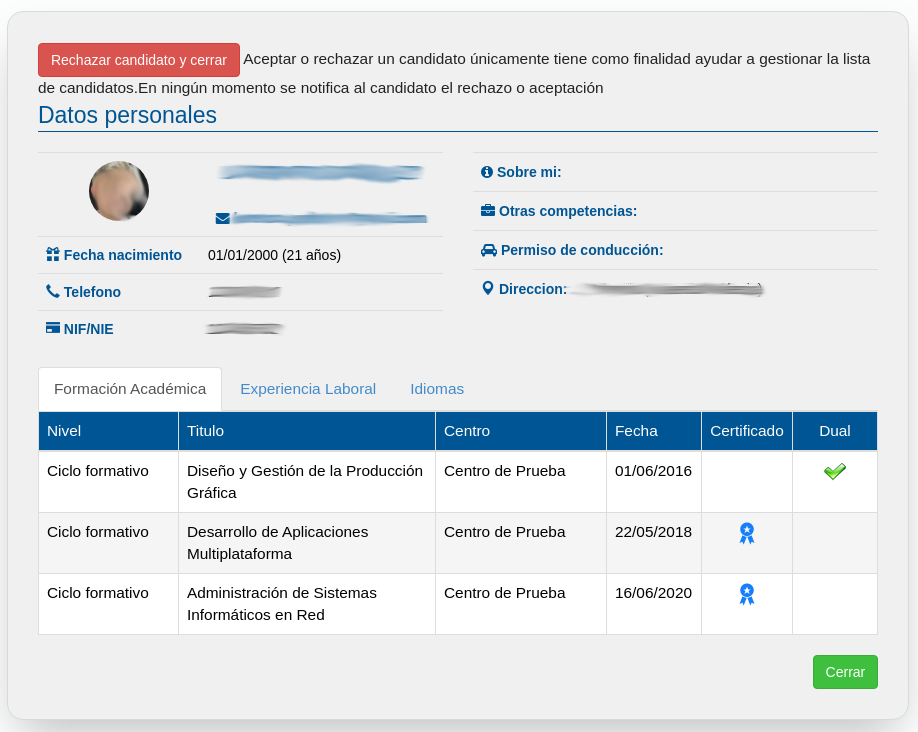 Rechazar candidato y cerrar Aceptar o rechazar un candidato únicamente tiene como finalidad ayudar a gestionar la lista
de candidatos.En ningún momento se notifica al candidato el rechazo o aceptación
Datos personales
Sobre mi:
Otras competencias:
Fecha nacimiento 01/01/2000 (21 años)
Permiso de conducción:
Telefono
Direccion:
NIF/NIE
Formación Académica Experiencia Laboral Idiomas
Nivel Titulo Centro Fecha Certificado Dual
Ciclo formativo Diseño y Gestión de la Producción Centro de Prueba 01/06/2016
Gráfica
Ciclo formativo Desarrollo de Aplicaciones Centro de Prueba 22/05/2018
Multiplataforma
Ciclo formativo Administración de Sistemas Centro de Prueba 16/06/2020
Informáticos en Red
Cerrar